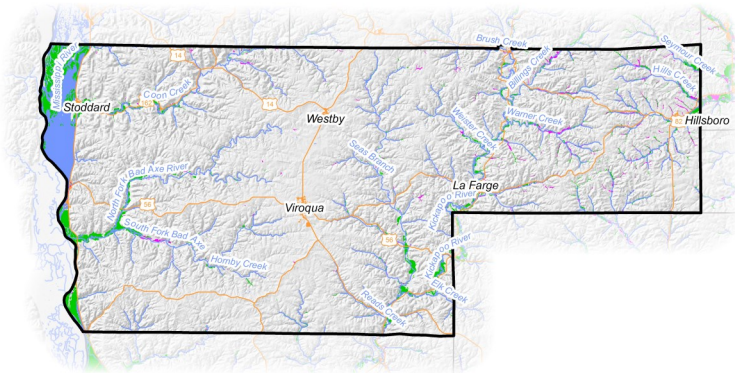 Brush Creek
Seymour Creek
Mississippi River
14
Billings Creek
Hills Creek
Coon Creek
162
14
Stoddard
Westby
Weister Creek
Warner Creek
82
Hillsboro
Seas Branch
North Fork Bad Axe River
La Farge
56
Viroqua
Kickapoo River
South Fork Bad Axe
56
Kickapoo River
Hornby Creek
Elk Creek
Reads Creek